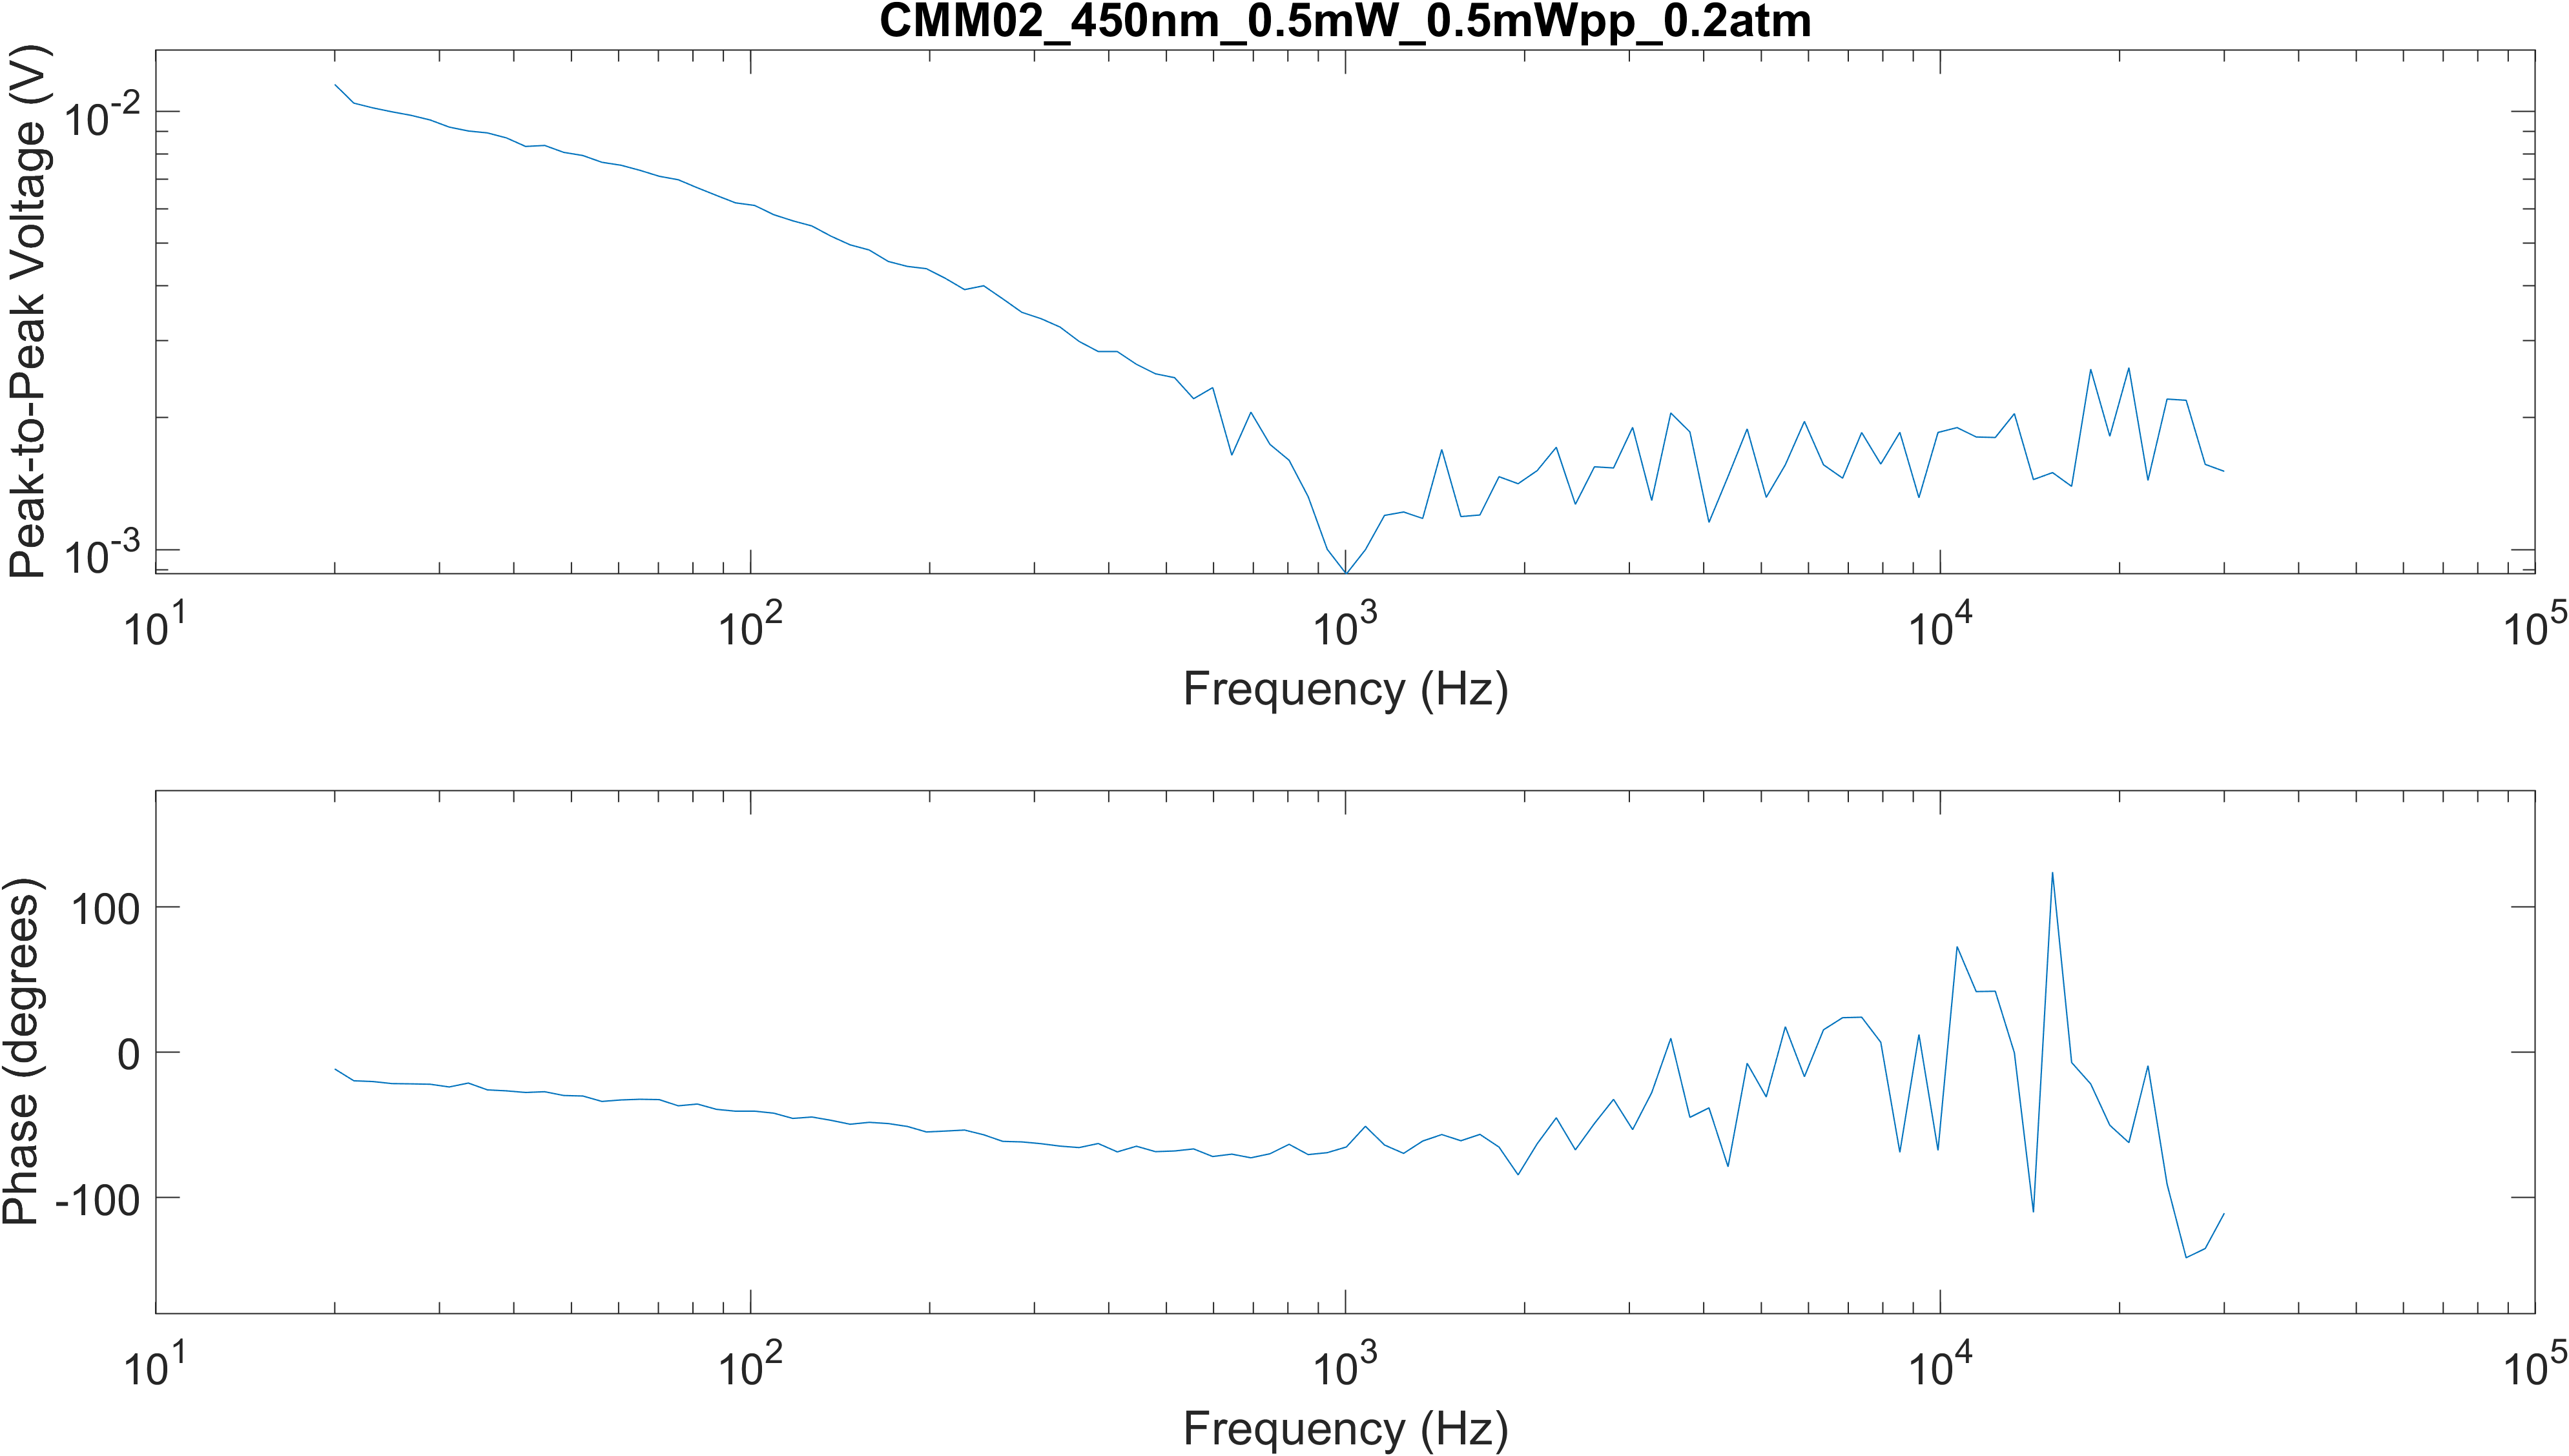 CMM02_450nm_0.5mW_0.5mWpp_0.2atm
Peak-to-Peak Voltage (V)
10^-2
10^-3
10^1 10^2 10^3 10^4 10^5
Frequency (Hz)
Phase (degrees)
100
0
-100
10^1 10^2 10^3 10^4 10^5
Frequency (Hz)